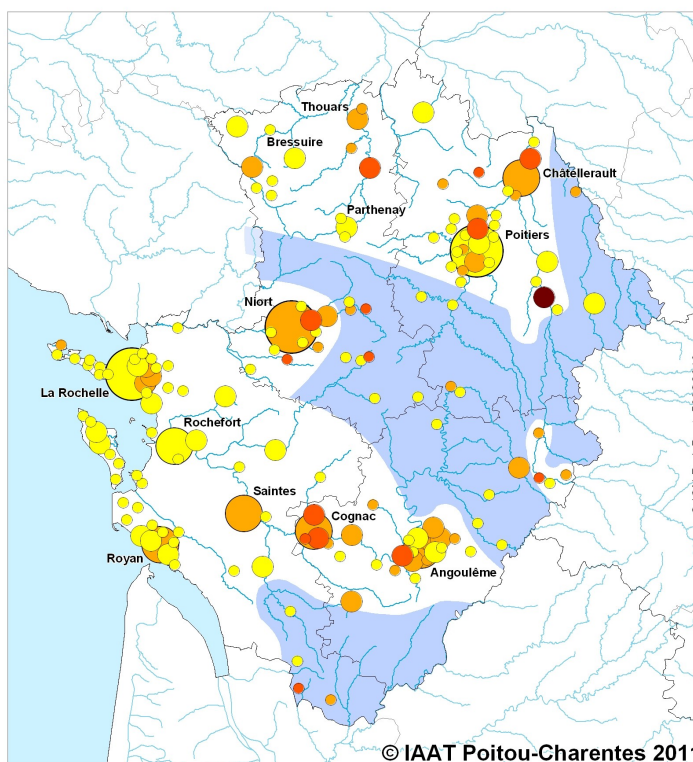 Thouars
Bressuire
Châtellerault
Parthenay
Poitiers
Niort
La Rochelle
Rochefort
Saintes
Cognac
Royan
Angoulême
© IAAT Poitou-Charentes 2011